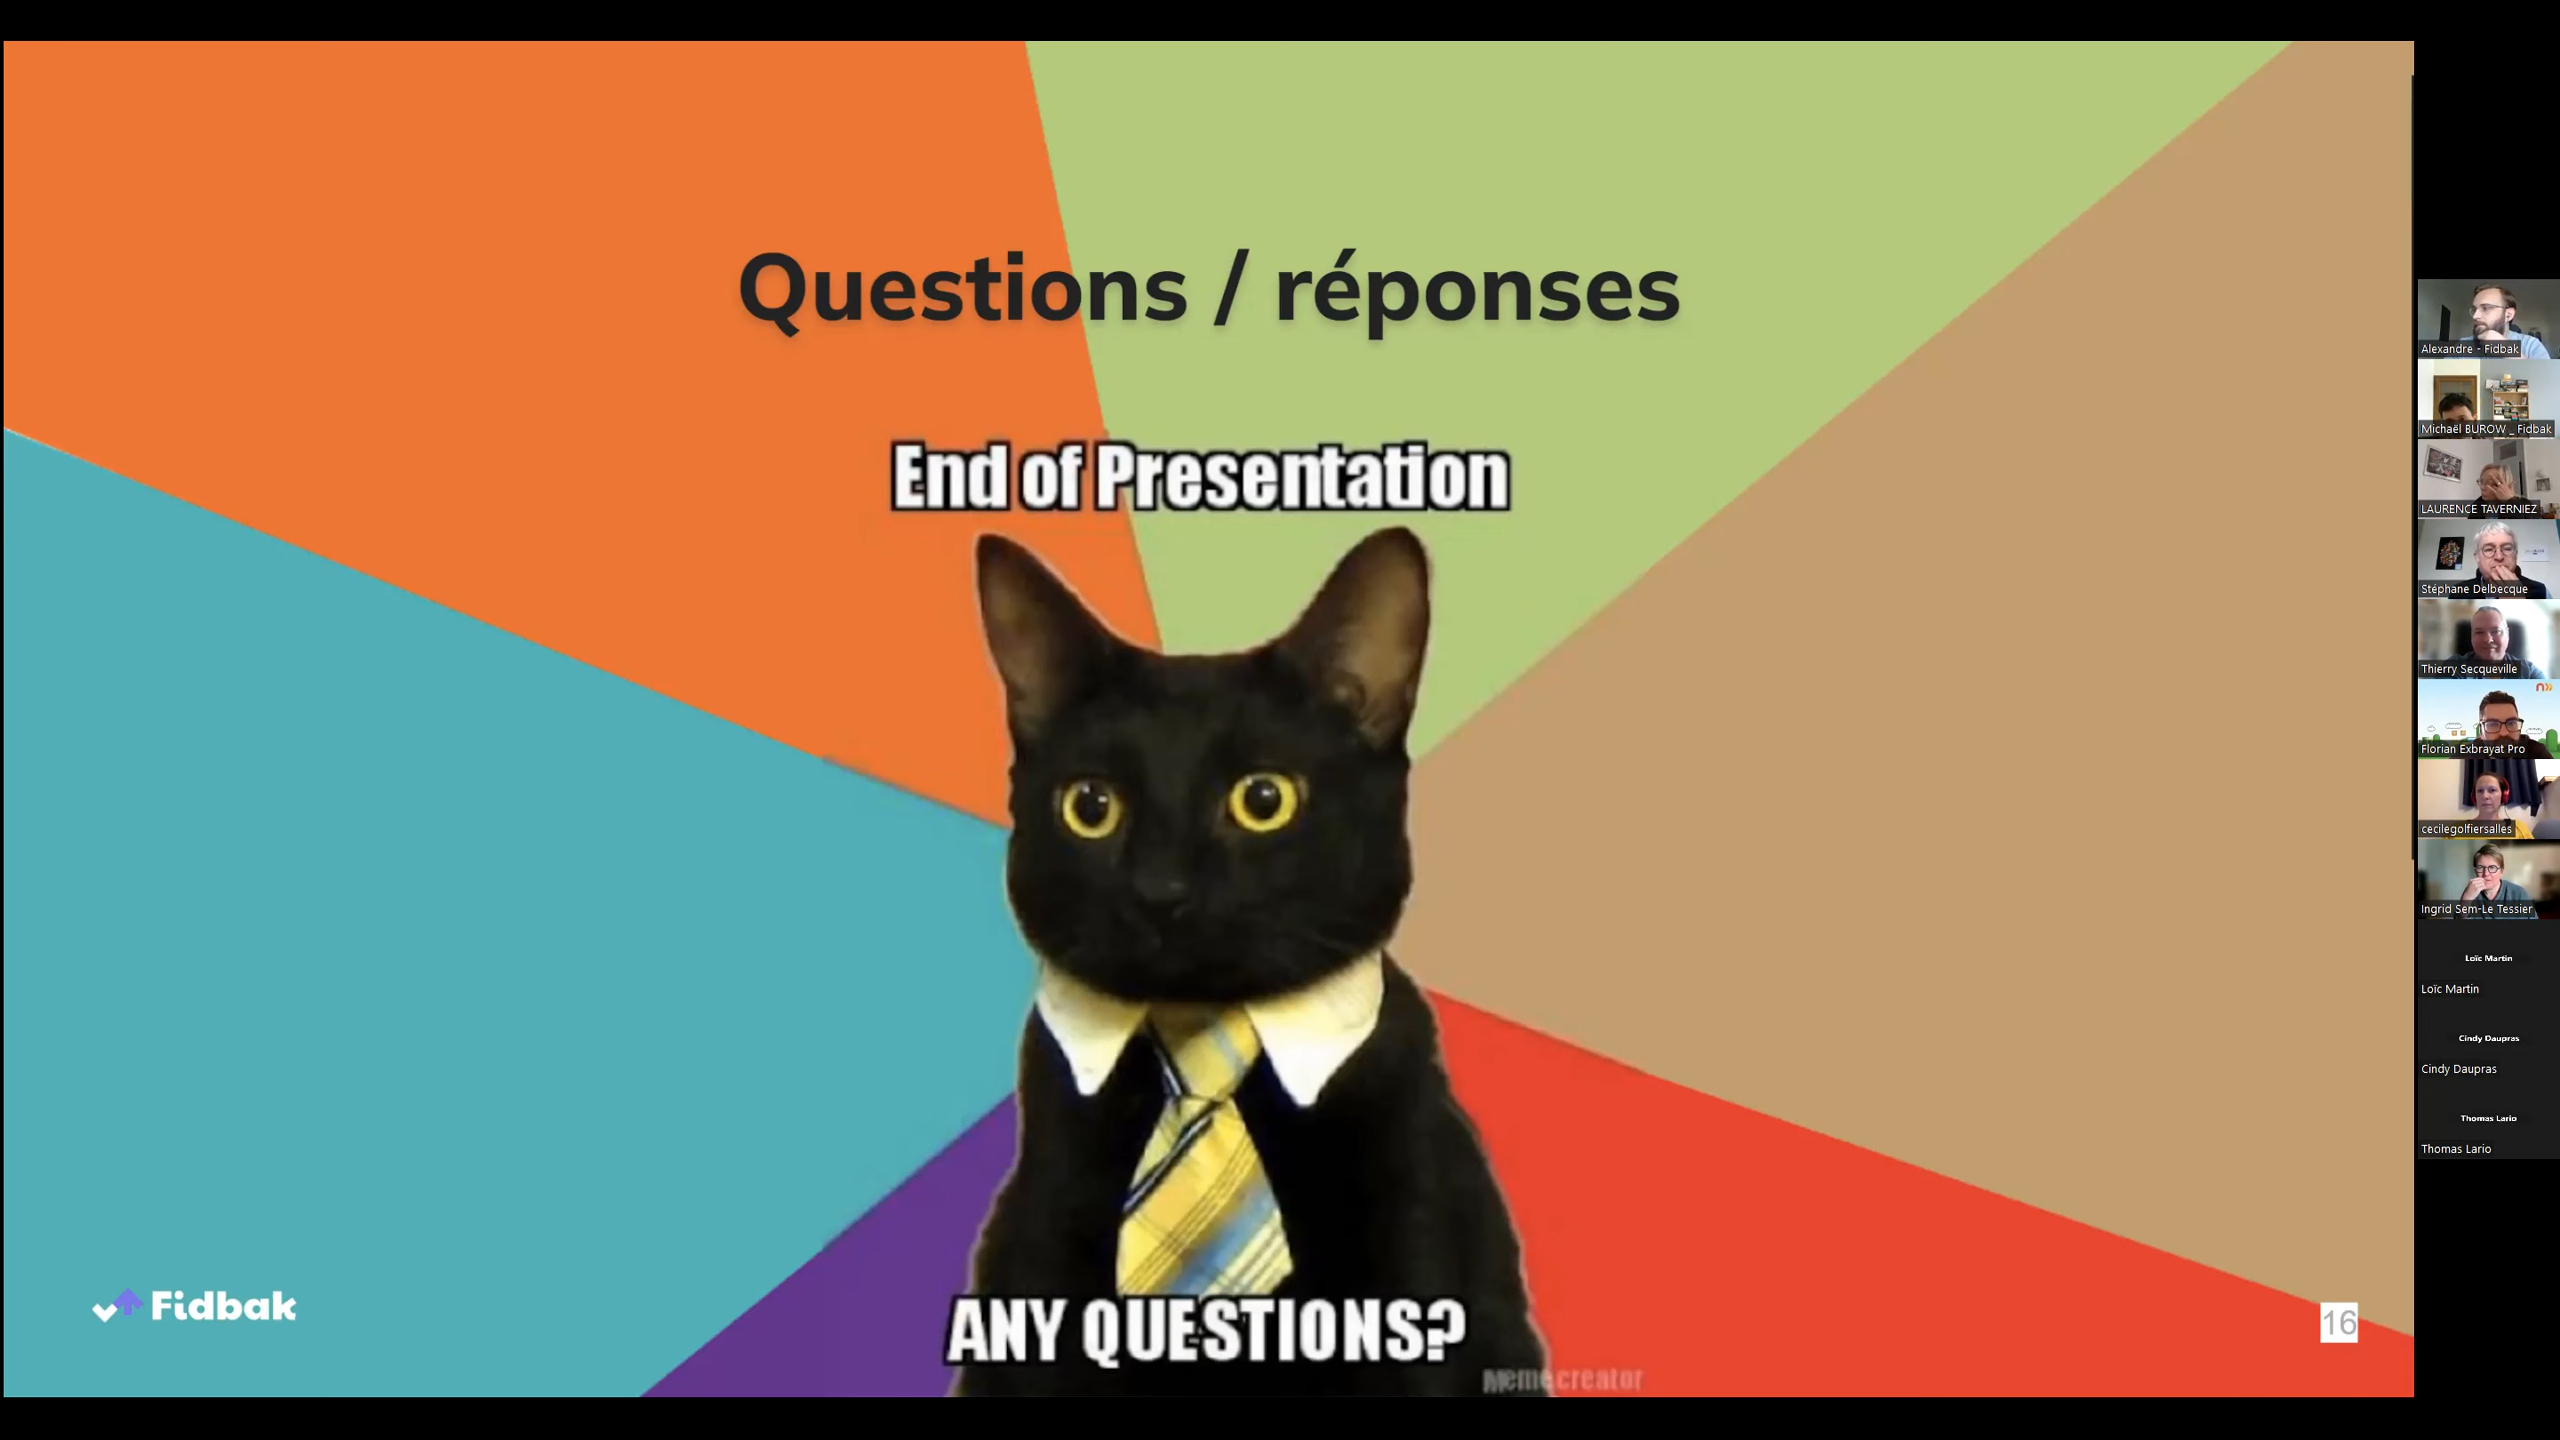 Questions / réponses
End of Presentation
ANY QUESTIONS?
memecreator
Fidbak
16
Alexandre - Fidbak
Michaël BUROW _ Fidbak
LAURENCE TAVERNIEZ
Stéphane Delbecque
Thierry Secqueville
Florian Exbrayat Pro
cecilegolfiersalles
Ingrid Sem-Le Tessier
Loïc Martin
Loïc Martin
Cindy Daupras
Cindy Daupras
Thomas Lario
Thomas Lario